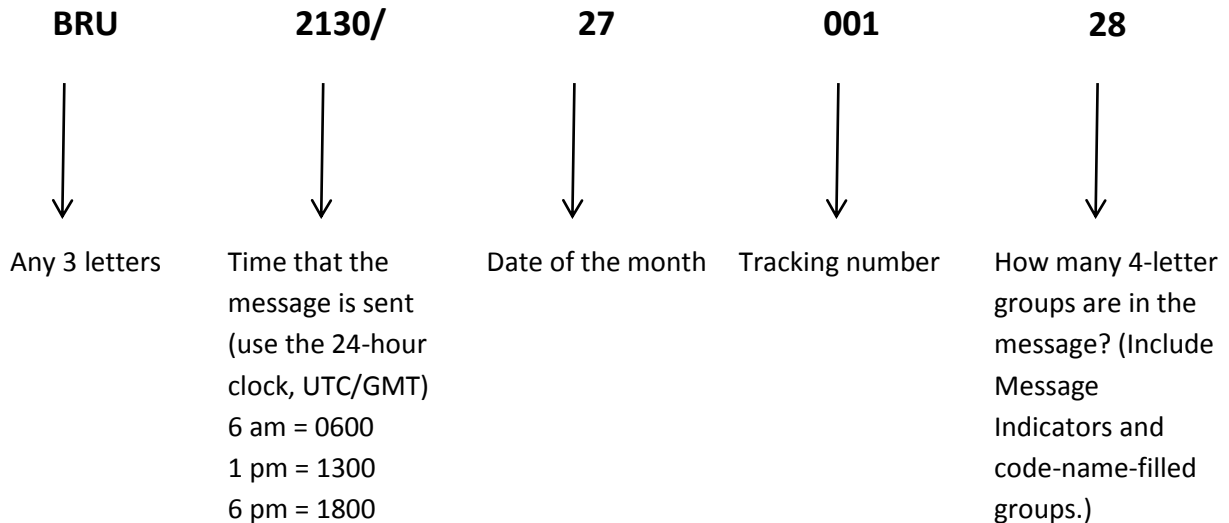 BRU 2130/ 27 001 28
Any 3 letters
Time that the
message is sent
(use the 24-hour
clock, UTC/GMT)
6 am = 0600
1 pm = 1300
6 pm = 1800
Date of the month
Tracking number
How many 4-letter
groups are in the
message? (Include
Message
Indicators and
code-name-filled
groups.)